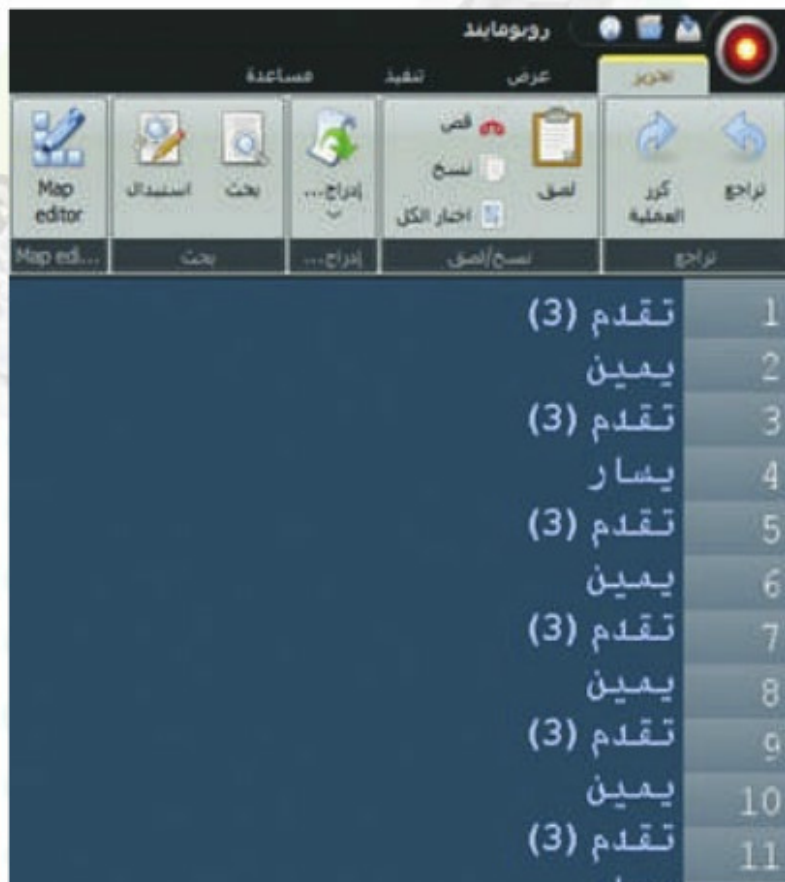 روبومايند
تحرير عرض تنفيذ مساعدة
تراجع كرر العملية لصق قص نسخ اختار الكل إدراج... بحث استبدال Map editor
تراجع نسخ/لصق إدراج... بحث Map edi...
1 تقدم (3)
2 يمين
3 تقدم (3)
4 يسار
5 تقدم (3)
6 يمين
7 تقدم (3)
8 يمين
9 تقدم (3)
10 يمين
11 تقدم (3)